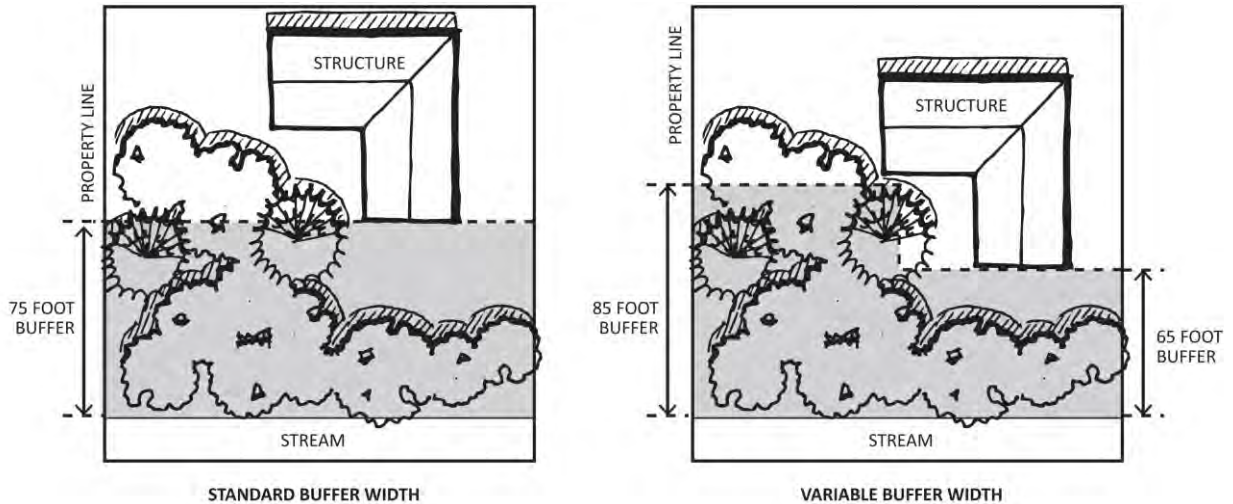 PROPERTY LINE
STRUCTURE
75 FOOT
BUFFER
STREAM
STANDARD BUFFER WIDTH
PROPERTY LINE
STRUCTURE
85 FOOT
BUFFER
65 FOOT
BUFFER
STREAM
VARIABLE BUFFER WIDTH